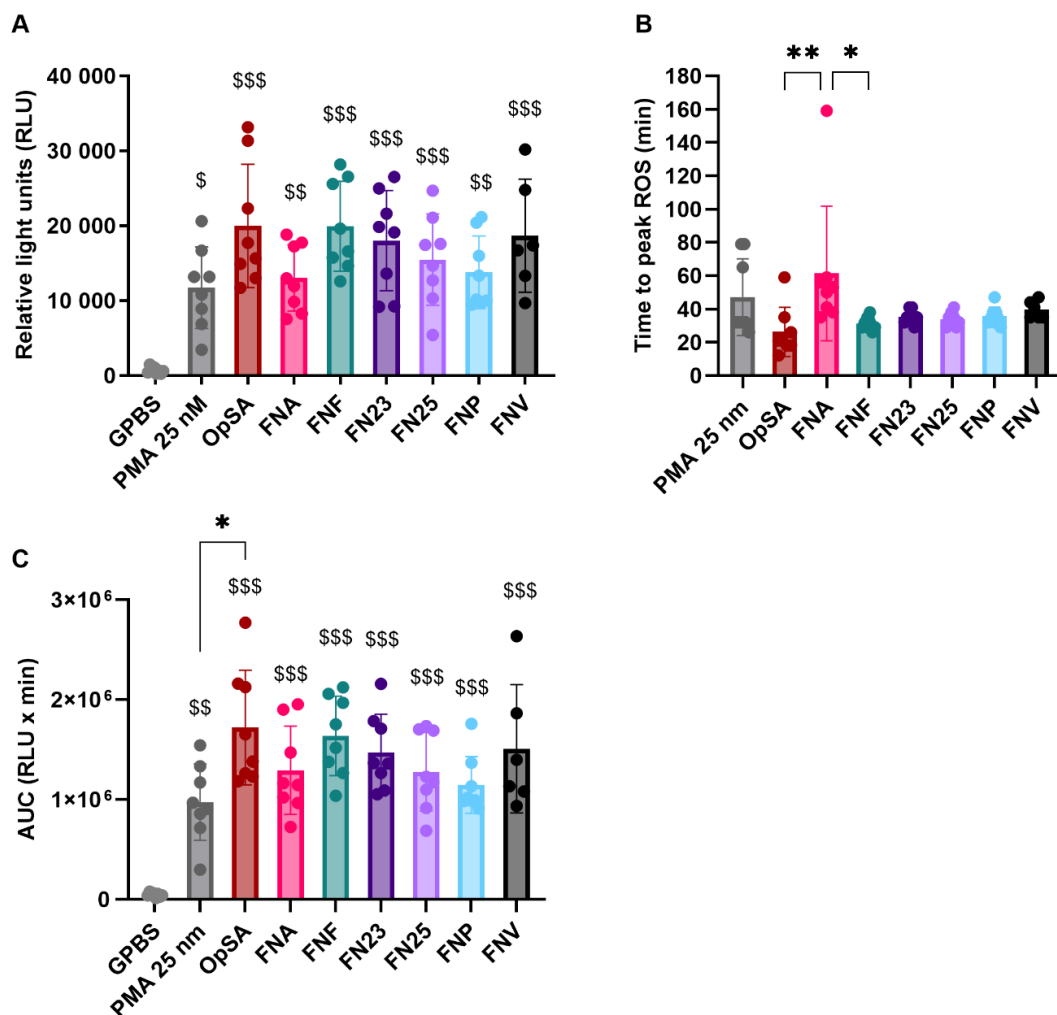 A
Relative light units (RLU)
40 000
30 000
20 000
10 000
0
$
$$$
$$
$$$
$$$
$$$
$$
$$$
GPBS
PMA 25 nM
OpSA
FNA
FNF
FN23
FN25
FNP
FNV
B
Time to peak ROS (min)
180
160
140
120
100
80
60
40
20
0
**
*
PMA 25 nm
OpSA
FNA
FNF
FN23
FN25
FNP
FNV
C
AUC (RLU x min)
3×10⁶
2×10⁶
1×10⁶
0
*
$$
$$$
$$$
$$$
$$$
$$$
$$$
$$$
GPBS
PMA 25 nm
OpSA
FNA
FNF
FN23
FN25
FNP
FNV